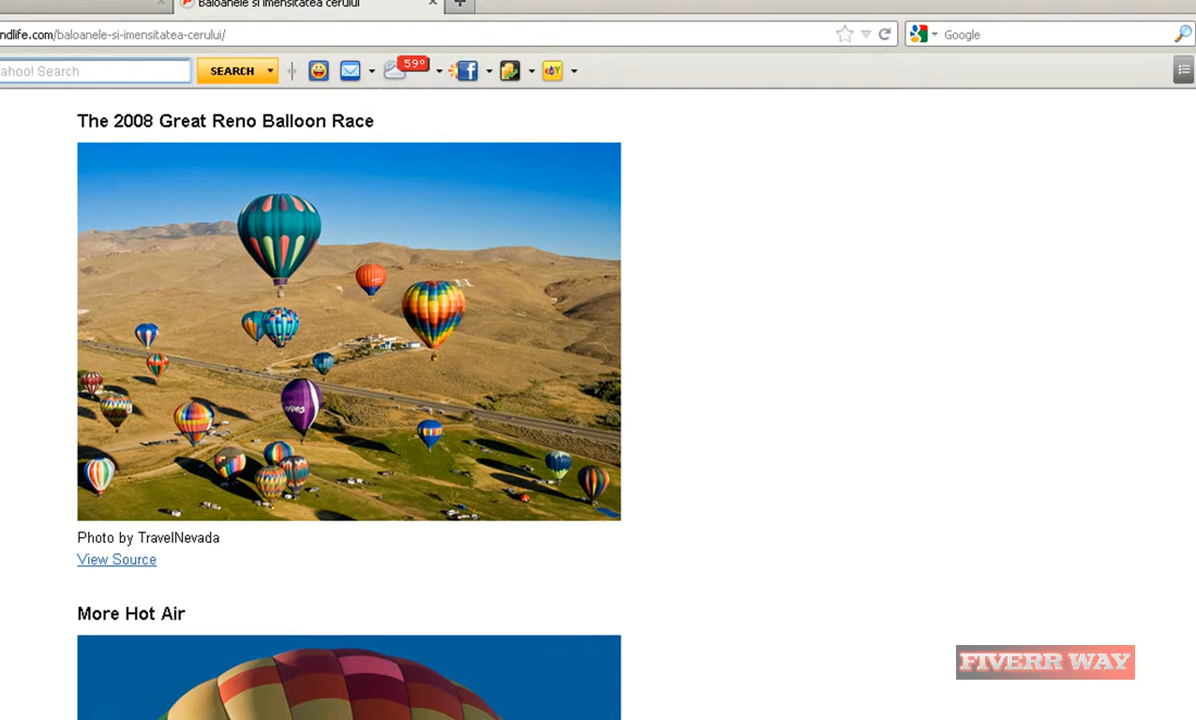 Baloanele si imensitatea cerului
ndlife.com/baloanele-si-imensitatea-cerului/
Google
ahoo! Search
SEARCH
59°
The 2008 Great Reno Balloon Race
Photo by TravelNevada
View Source
More Hot Air
FIVERR WAY